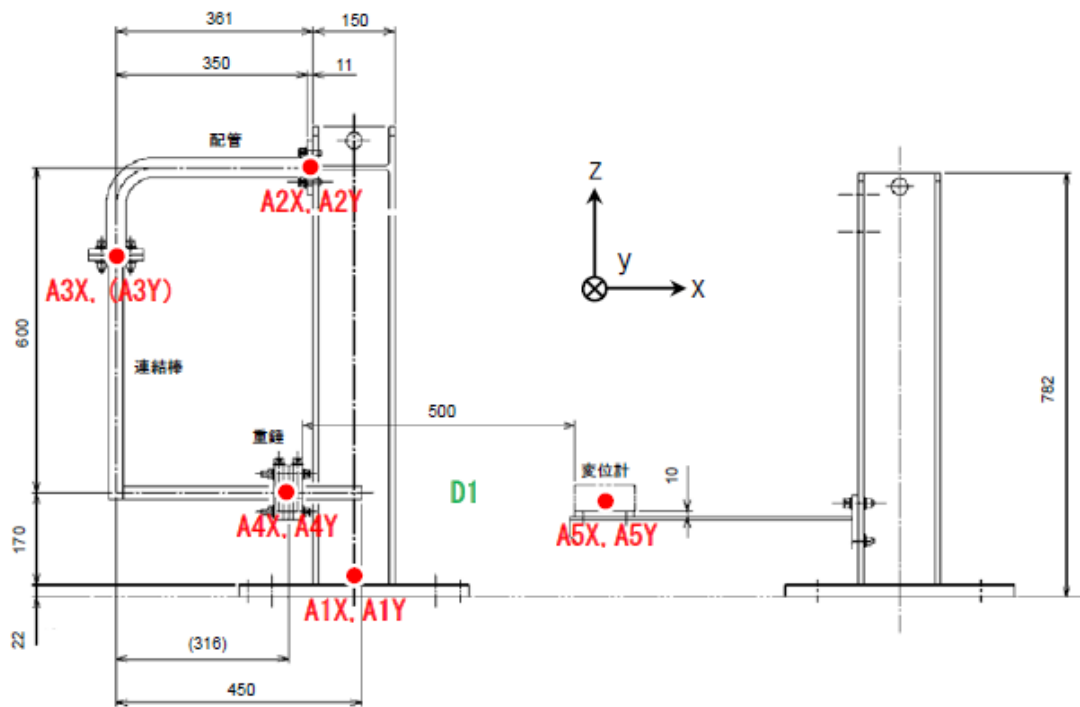 361
150
350
11
配管
A2X, A2Y
Z
y
X
A3X, (A3Y)
600
連結棒
782
500
重錘
変位計
10
D1
A4X, A4Y
A5X, A5Y
170
A1X, A1Y
22
(316)
450